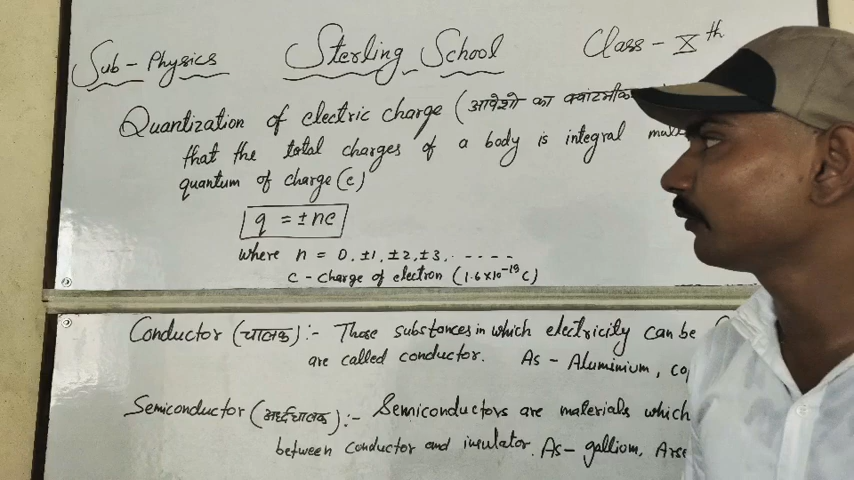 Sub - Physics Sterling School Class - Xth
Quantization of electric charge (आवेशो का क्वांटमीक
that the total charges of a body is integral mul
quantum of charge (e)
q = ± ne
where n = 0, ±1, ±2, ±3, - - - - -
e - charge of electron (1.6×10⁻¹⁹C)
Conductor (चालक) :- Those substances in which electricity can be
are called conductor. As - Aluminium, co
Semiconductor (अर्धचालक) :- Semiconductors are materials which
between conductor and insulator. As - gallium, Arse